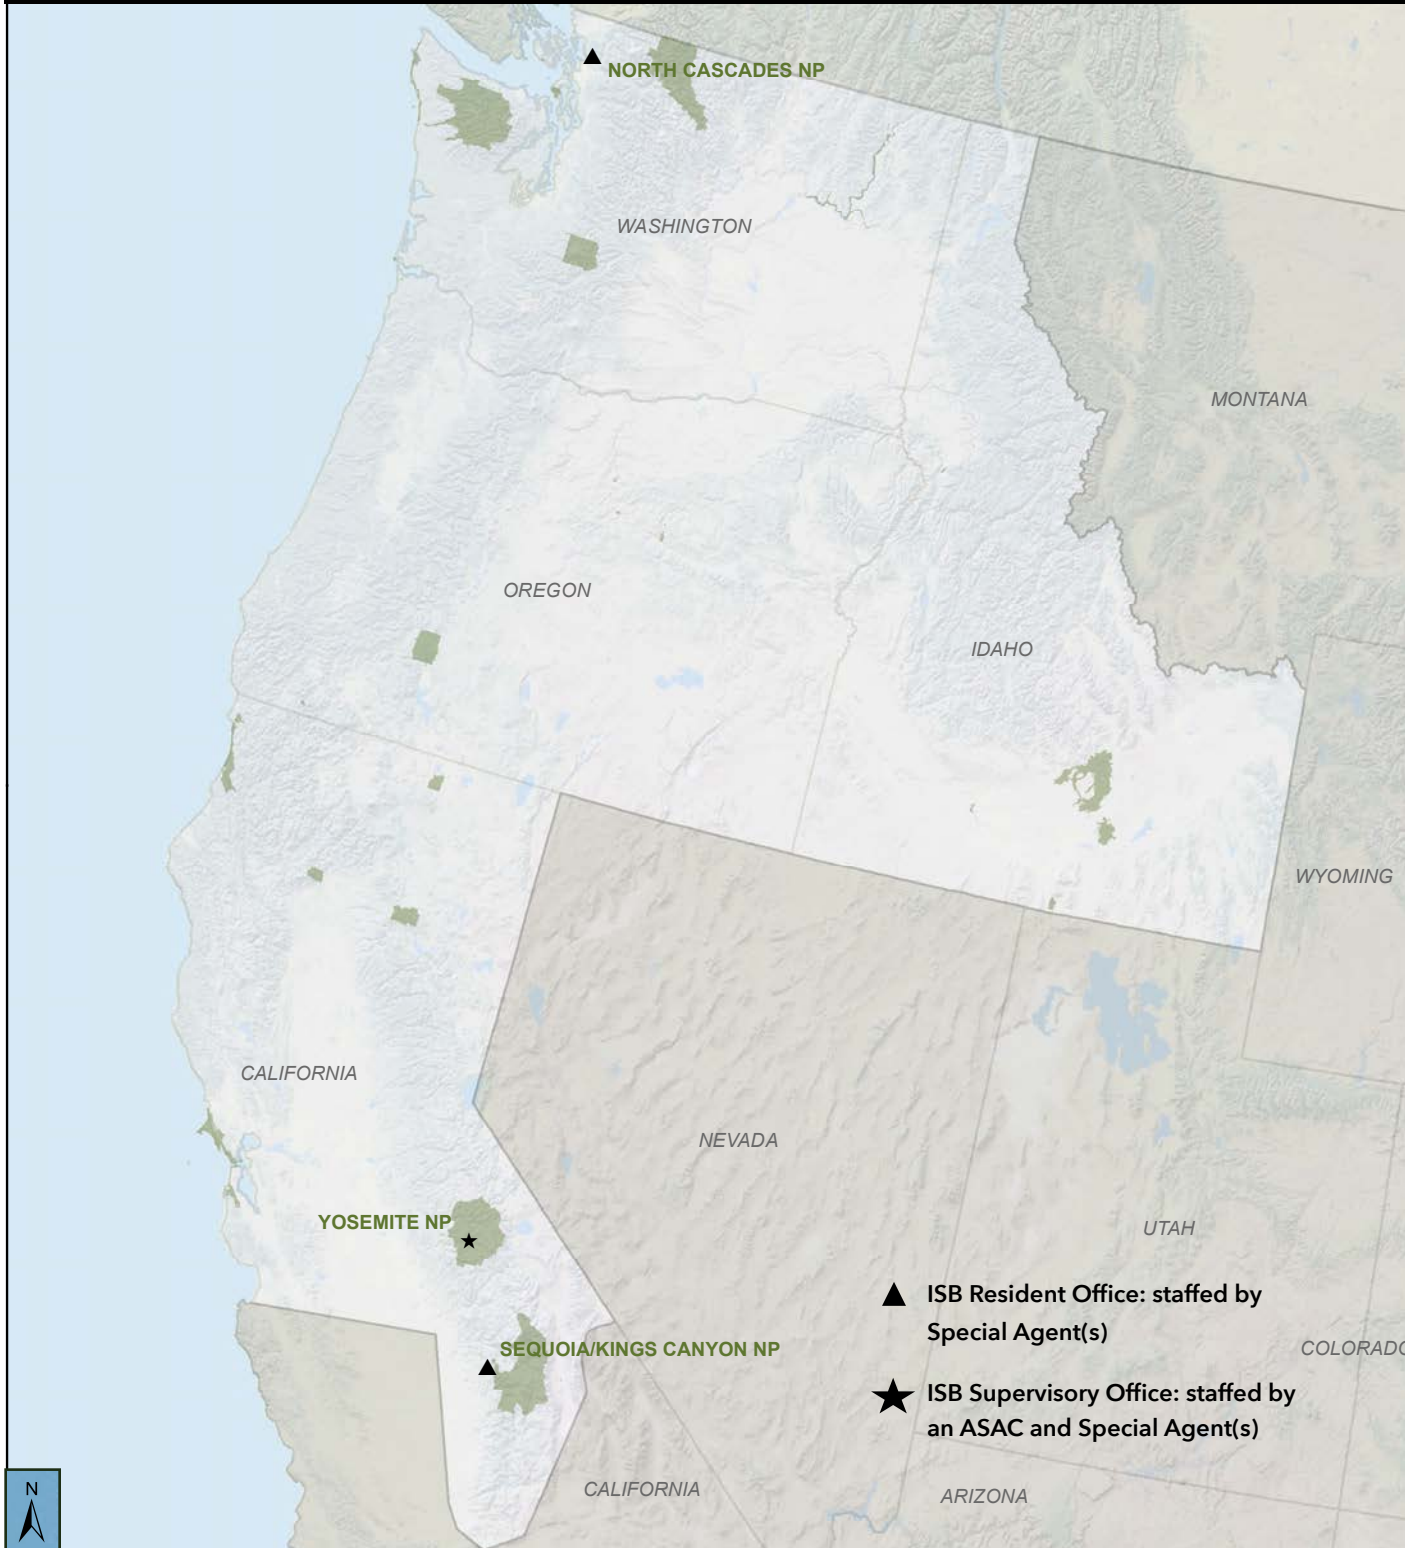 NORTH CASCADES NP
WASHINGTON
MONTANA
OREGON
IDAHO
WYOMING
CALIFORNIA
NEVADA
YOSEMITE NP
UTAH
ISB Resident Office: staffed by
Special Agent(s)
SEQUOIA/KINGS CANYON NP
COLORADO
ISB Supervisory Office: staffed by
an ASAC and Special Agent(s)
CALIFORNIA
ARIZONA
N